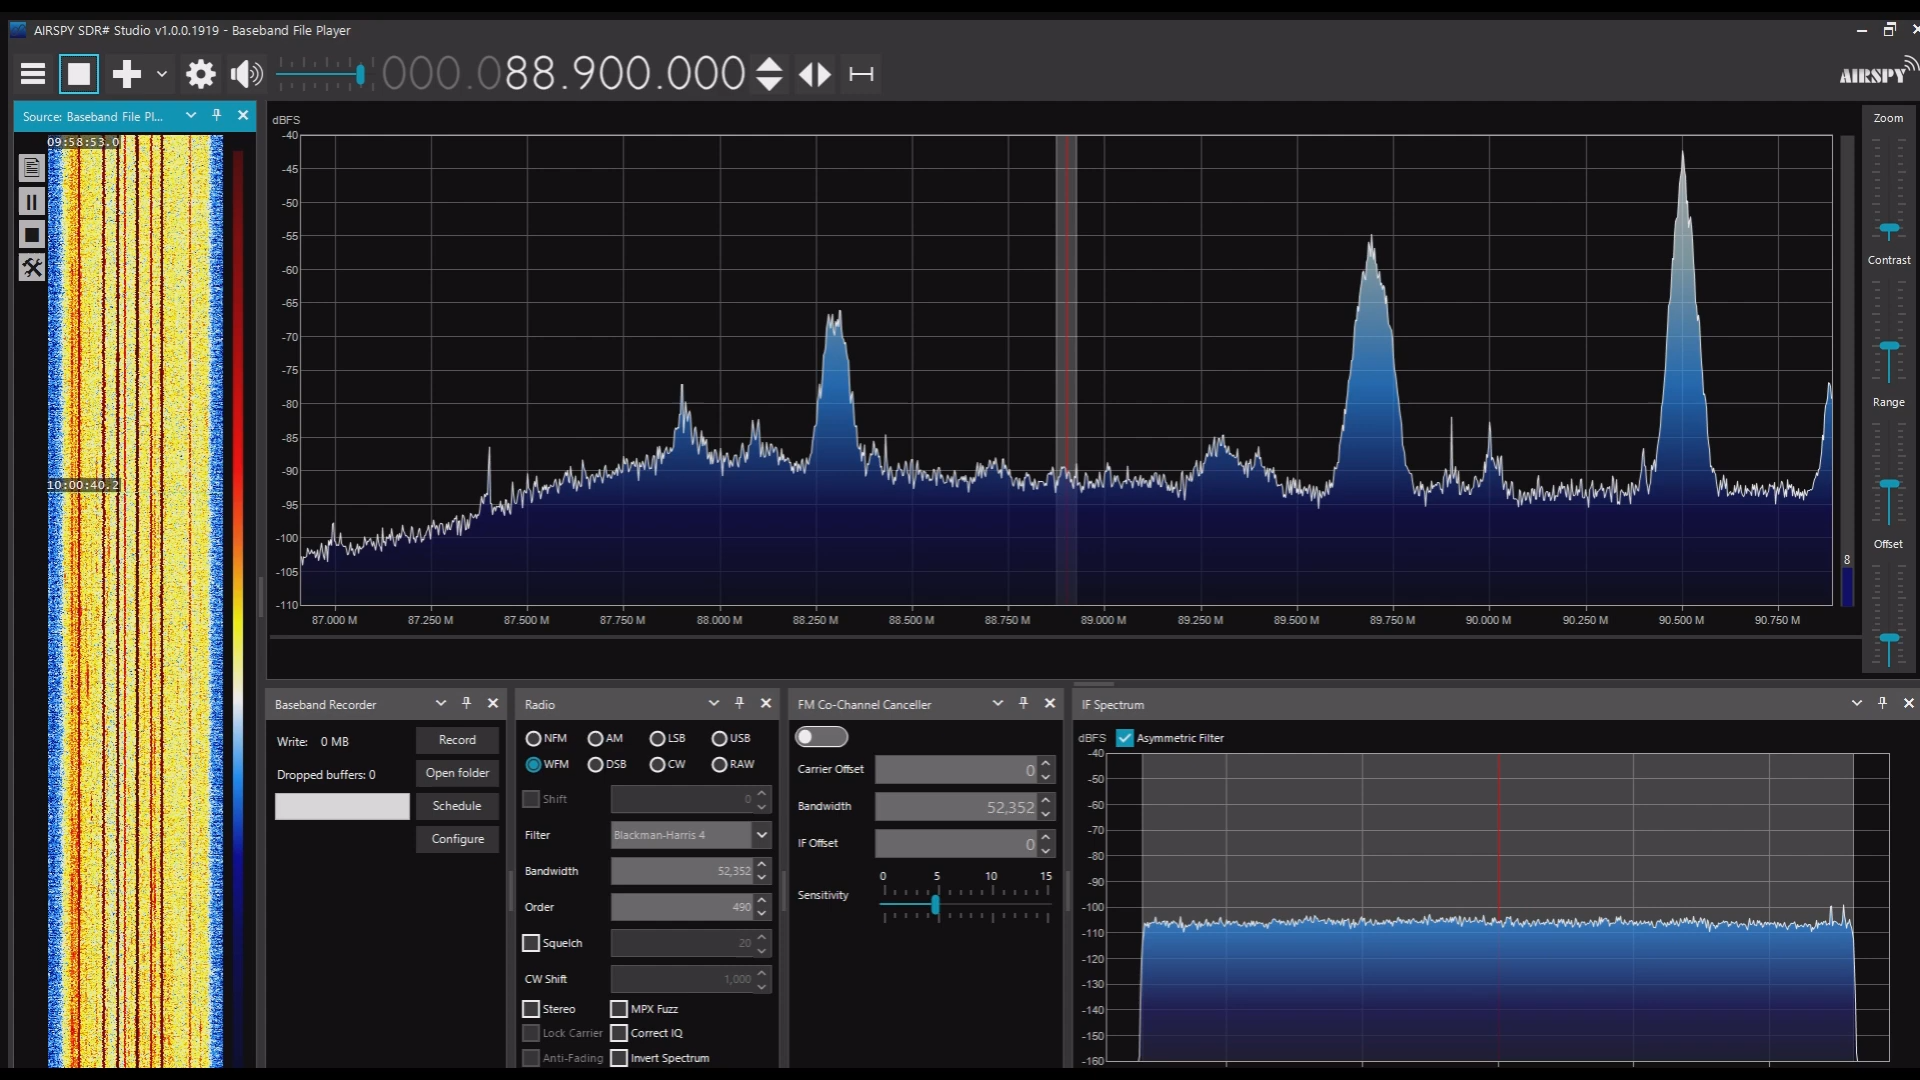 AIRSPY SDR# Studio v1.0.0.1919 - Baseband File Player
000.088.900.000
AIRSPY
Source: Baseband File Pl...
09:58:53.0
10:00:40.2
dBFS
-40
-45
-50
-55
-60
-65
-70
-75
-80
-85
-90
-95
-100
-105
-110
87.000 M 87.250 M 87.500 M 87.750 M 88.000 M 88.250 M 88.500 M 88.750 M 89.000 M 89.250 M 89.500 M 89.750 M 90.000 M 90.250 M 90.500 M 90.750 M
8
Zoom
Contrast
Range
Offset
Baseband Recorder
Write: 0 MB
Record
Dropped buffers: 0
Open folder
Schedule
Configure
Radio
NFM AM LSB USB
WFM DSB CW RAW
Shift 0
Filter Blackman-Harris 4
Bandwidth 52,352
Order 490
Squelch 20
CW Shift 1,000
Stereo MPX Fuzz
Lock Carrier Correct IQ
Anti-Fading Invert Spectrum
FM Co-Channel Canceller
Carrier Offset 0
Bandwidth 52,352
IF Offset 0
0 5 10 15
Sensitivity
IF Spectrum
dBFS Asymmetric Filter
-40
-50
-60
-70
-80
-90
-100
-110
-120
-130
-140
-150
-160